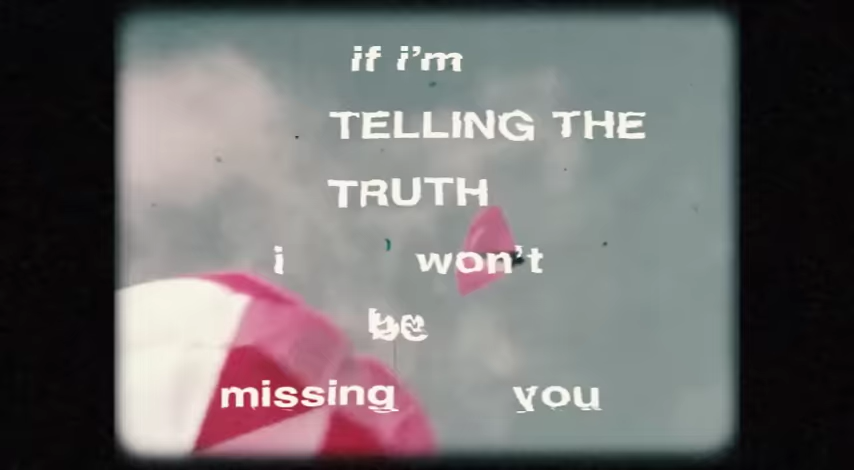 if i'm
TELLING THE
TRUTH
i won't
be
missing you